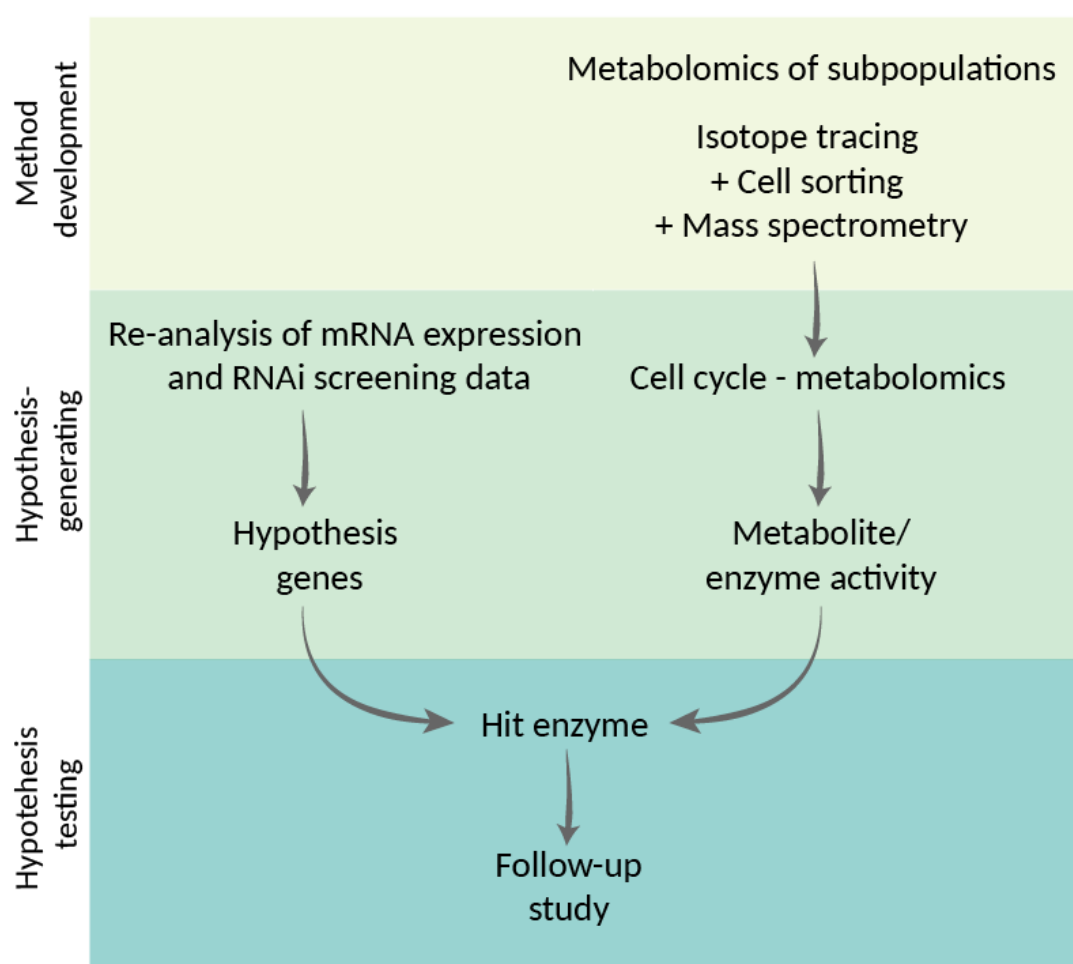 Method
development
Metabolomics of subpopulations
Isotope tracing
+ Cell sorting
+ Mass spectrometry
Hypothesis-
generating
Re-analysis of mRNA expression
and RNAi screening data
Cell cycle - metabolomics
Hypothesis
genes
Metabolite/
enzyme activity
Hypotehesis
testing
Hit enzyme
Follow-up
study